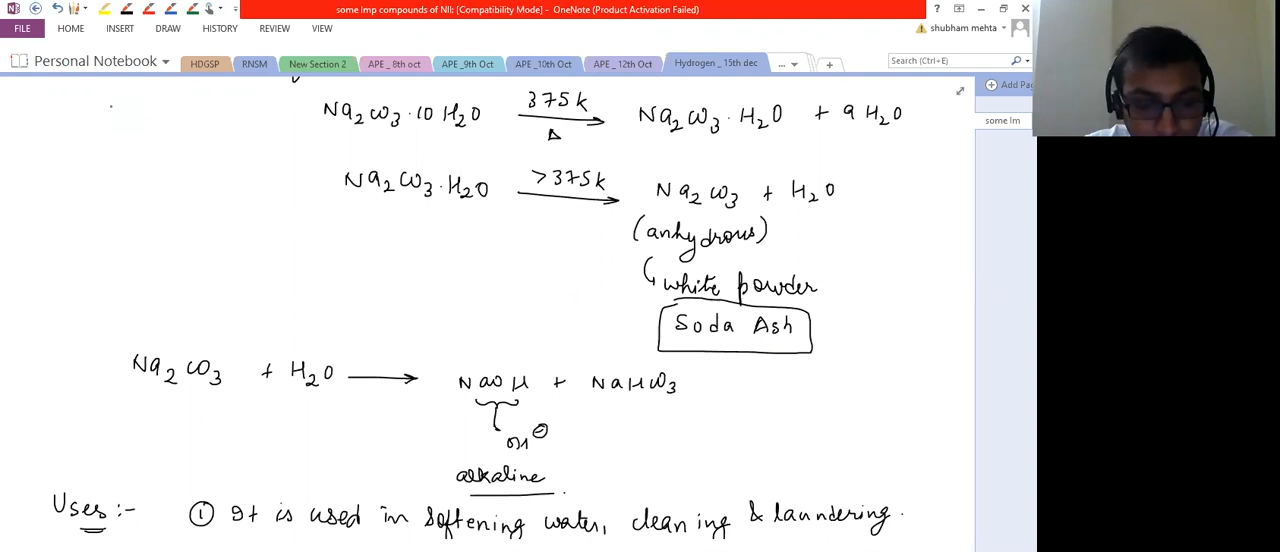 some Imp compounds of NII: [Compatibility Mode] - OneNote (Product Activation Failed)
FILE HOME INSERT DRAW HISTORY REVIEW VIEW shubham mehta
Personal Notebook HDGSP RNSM New Section 2 APE _ 8th oct APE _9th Oct APE _10th Oct APE _ 12th Oct Hydrogen _ 15th dec ... Search (Ctrl+E)
Add Pag
some Im
Na₂CO₃·10 H₂O —375 K / Δ→ Na₂CO₃·H₂O + 9 H₂O
Na₂CO₃·H₂O —>375 K→ Na₂CO₃ + H₂O
(anhydrous)
↳ white powder
Soda Ash
Na₂CO₃ + H₂O → NaOH + NaHCO₃
OH⊖
alkaline
Uses :- ① It is used in softening water, cleaning & laundering.